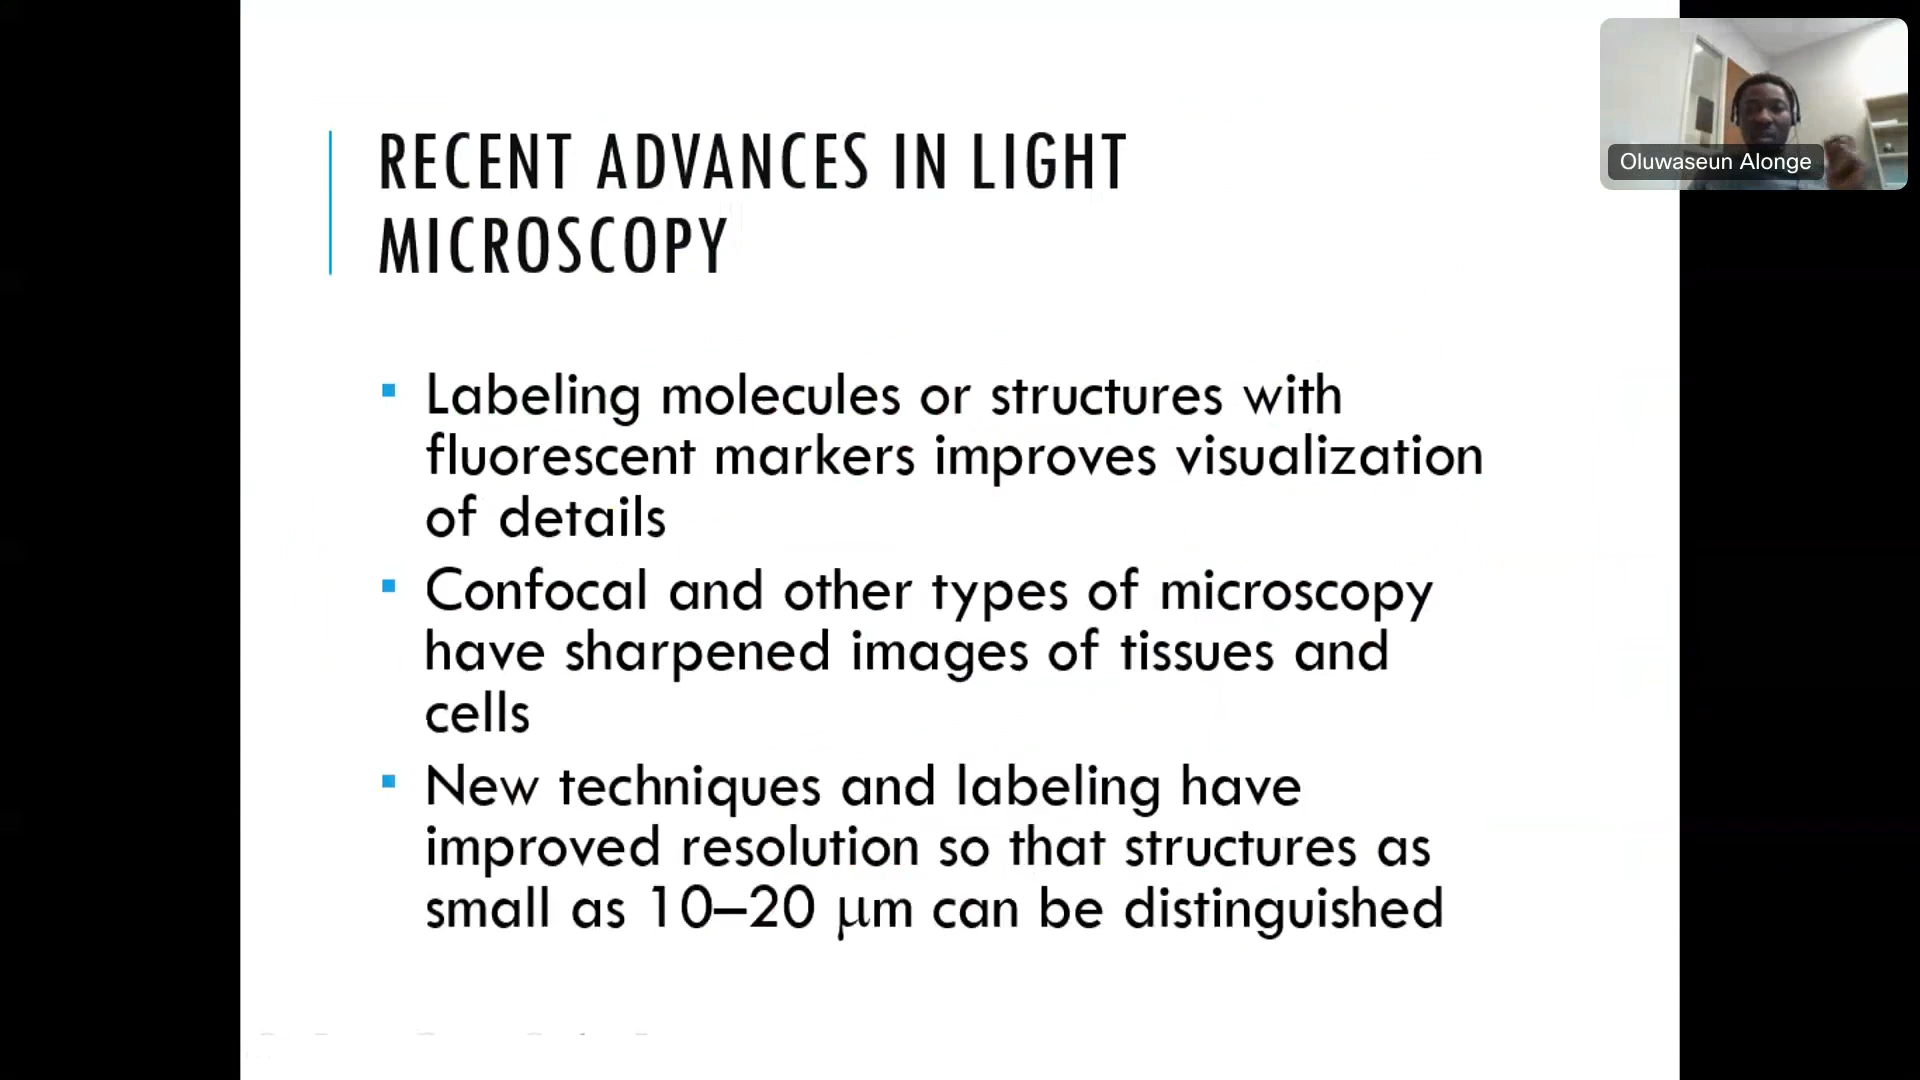 RECENT ADVANCES IN LIGHT
MICROSCOPY
▪ Labeling molecules or structures with
fluorescent markers improves visualization
of details
▪ Confocal and other types of microscopy
have sharpened images of tissues and
cells
▪ New techniques and labeling have
improved resolution so that structures as
small as 10–20 μm can be distinguished
Oluwaseun Alonge